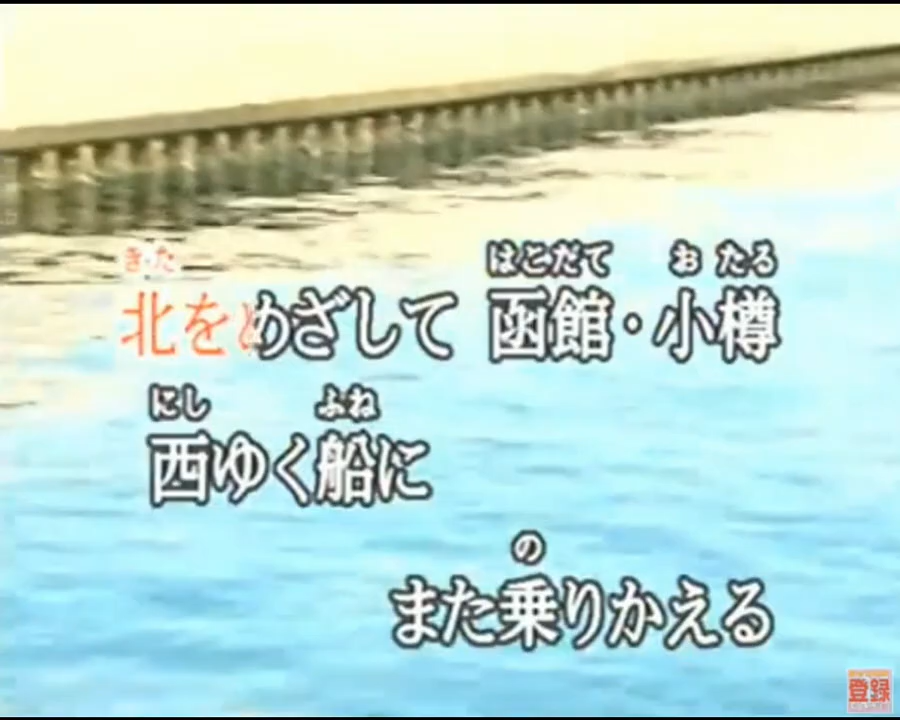 きた はこだて おたる
北をめざして 函館・小樽
にし ふね
西ゆく船に
の
また乗りかえる
登録